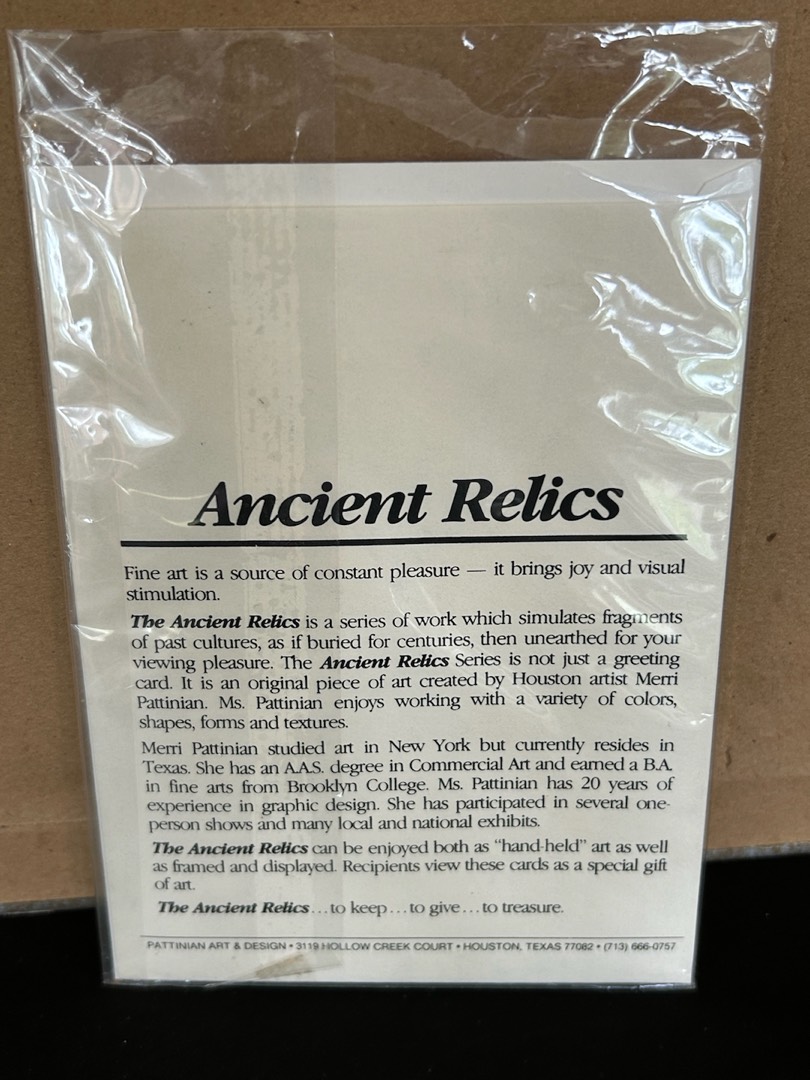 Ancient Relics
Fine art is a source of constant pleasure — it brings joy and visual
stimulation.
The Ancient Relics is a series of work which simulates fragments
of past cultures, as if buried for centuries, then unearthed for your
viewing pleasure. The Ancient Relics Series is not just a greeting
card. It is an original piece of art created by Houston artist Merri
Pattinian. Ms. Pattinian enjoys working with a variety of colors,
shapes, forms and textures.
Merri Pattinian studied art in New York but currently resides in
Texas. She has an A.A.S. degree in Commercial Art and earned a B.A.
in fine arts from Brooklyn College. Ms. Pattinian has 20 years of
experience in graphic design. She has participated in several one-
person shows and many local and national exhibits.
The Ancient Relics can be enjoyed both as "hand-held" art as well
as framed and displayed. Recipients view these cards as a special gift
of art.
The Ancient Relics...to keep...to give...to treasure.
PATTINIAN ART & DESIGN • 3119 HOLLOW CREEK COURT • HOUSTON, TEXAS 77082 • (713) 666-0757